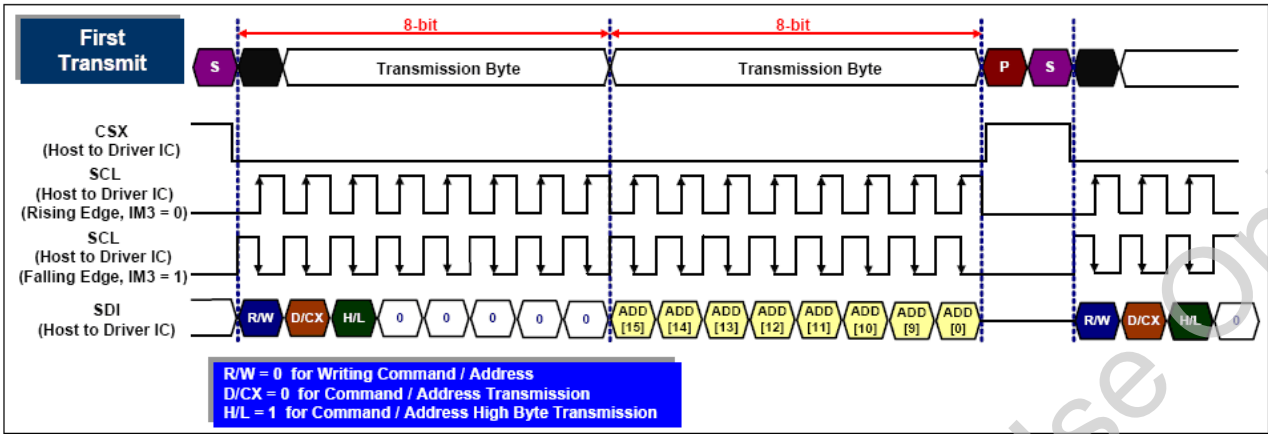 First
Transmit
8-bit
8-bit
S
Transmission Byte
Transmission Byte
P
S
CSX
(Host to Driver IC)
SCL
(Host to Driver IC)
(Rising Edge, IM3 = 0)
SCL
(Host to Driver IC)
(Falling Edge, IM3 = 1)
SDI
(Host to Driver IC)
R/W D/CX H/L 0 0 0 0 0 ADD [15] ADD [14] ADD [13] ADD [12] ADD [11] ADD [10] ADD [9] ADD [0] R/W D/CX H/L 0
R/W = 0 for Writing Command / Address
D/CX = 0 for Command / Address Transmission
H/L = 1 for Command / Address High Byte Transmission